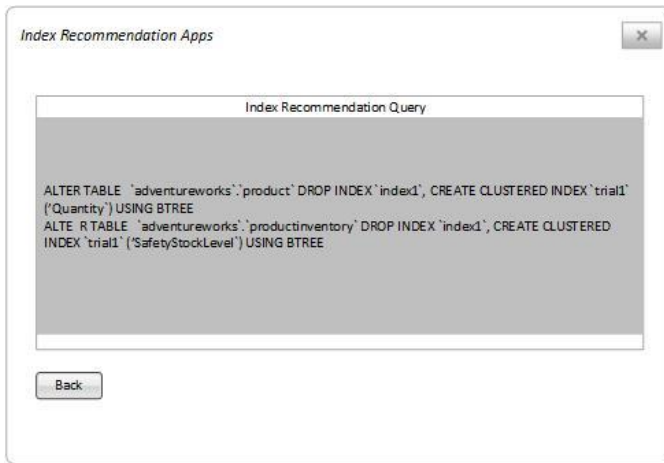 Index Recommendation Apps
Index Recommendation Query
ALTER TABLE `adventureworks`.`product` DROP INDEX `index1`, CREATE CLUSTERED INDEX `trial1`
('Quantity`) USING BTREE
ALTE R TABLE `adventureworks`.`productinventory` DROP INDEX `index1`, CREATE CLUSTERED
INDEX `trial1` ('SafetyStockLevel`) USING BTREE
Back